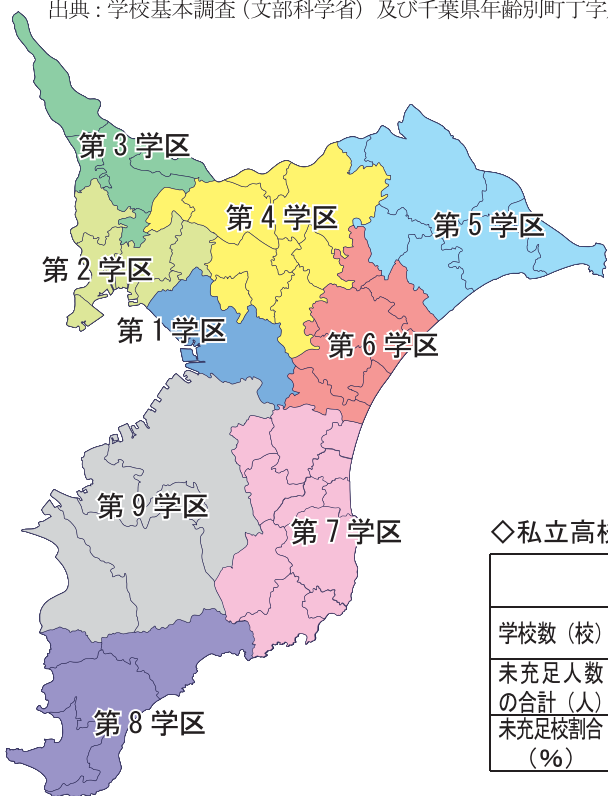 出典：学校基本調査（文部科学省）及び千葉県年齢別町丁字
第３学区
第４学区
第５学区
第２学区
第１学区
第６学区
第９学区
第７学区
◇私立高校
学校数（校）
未充足人数
の合計（人）
未充足校割合
（％）
第８学区